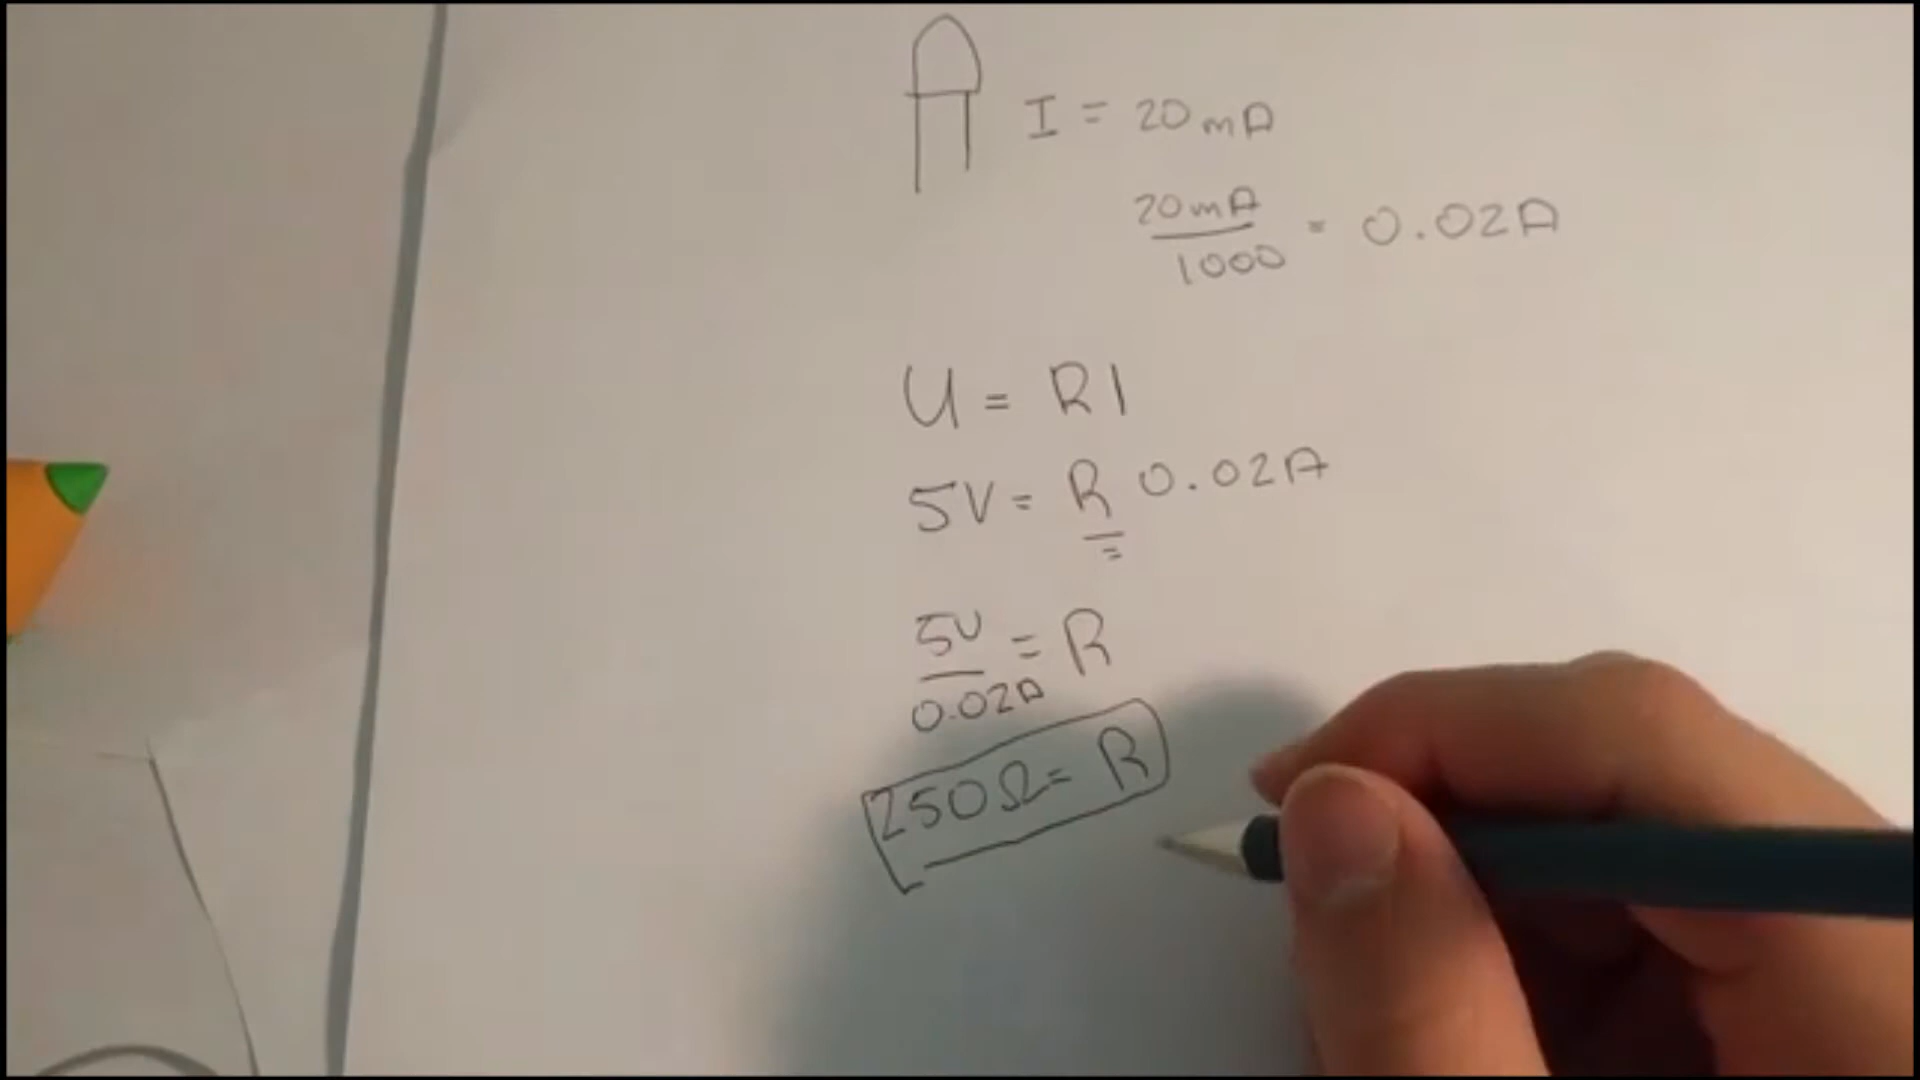 I = 20mA
20mA
1000
= 0.02A
U = RI
5V = R 0.02A
5V
0.02A
= R
250Ω = R